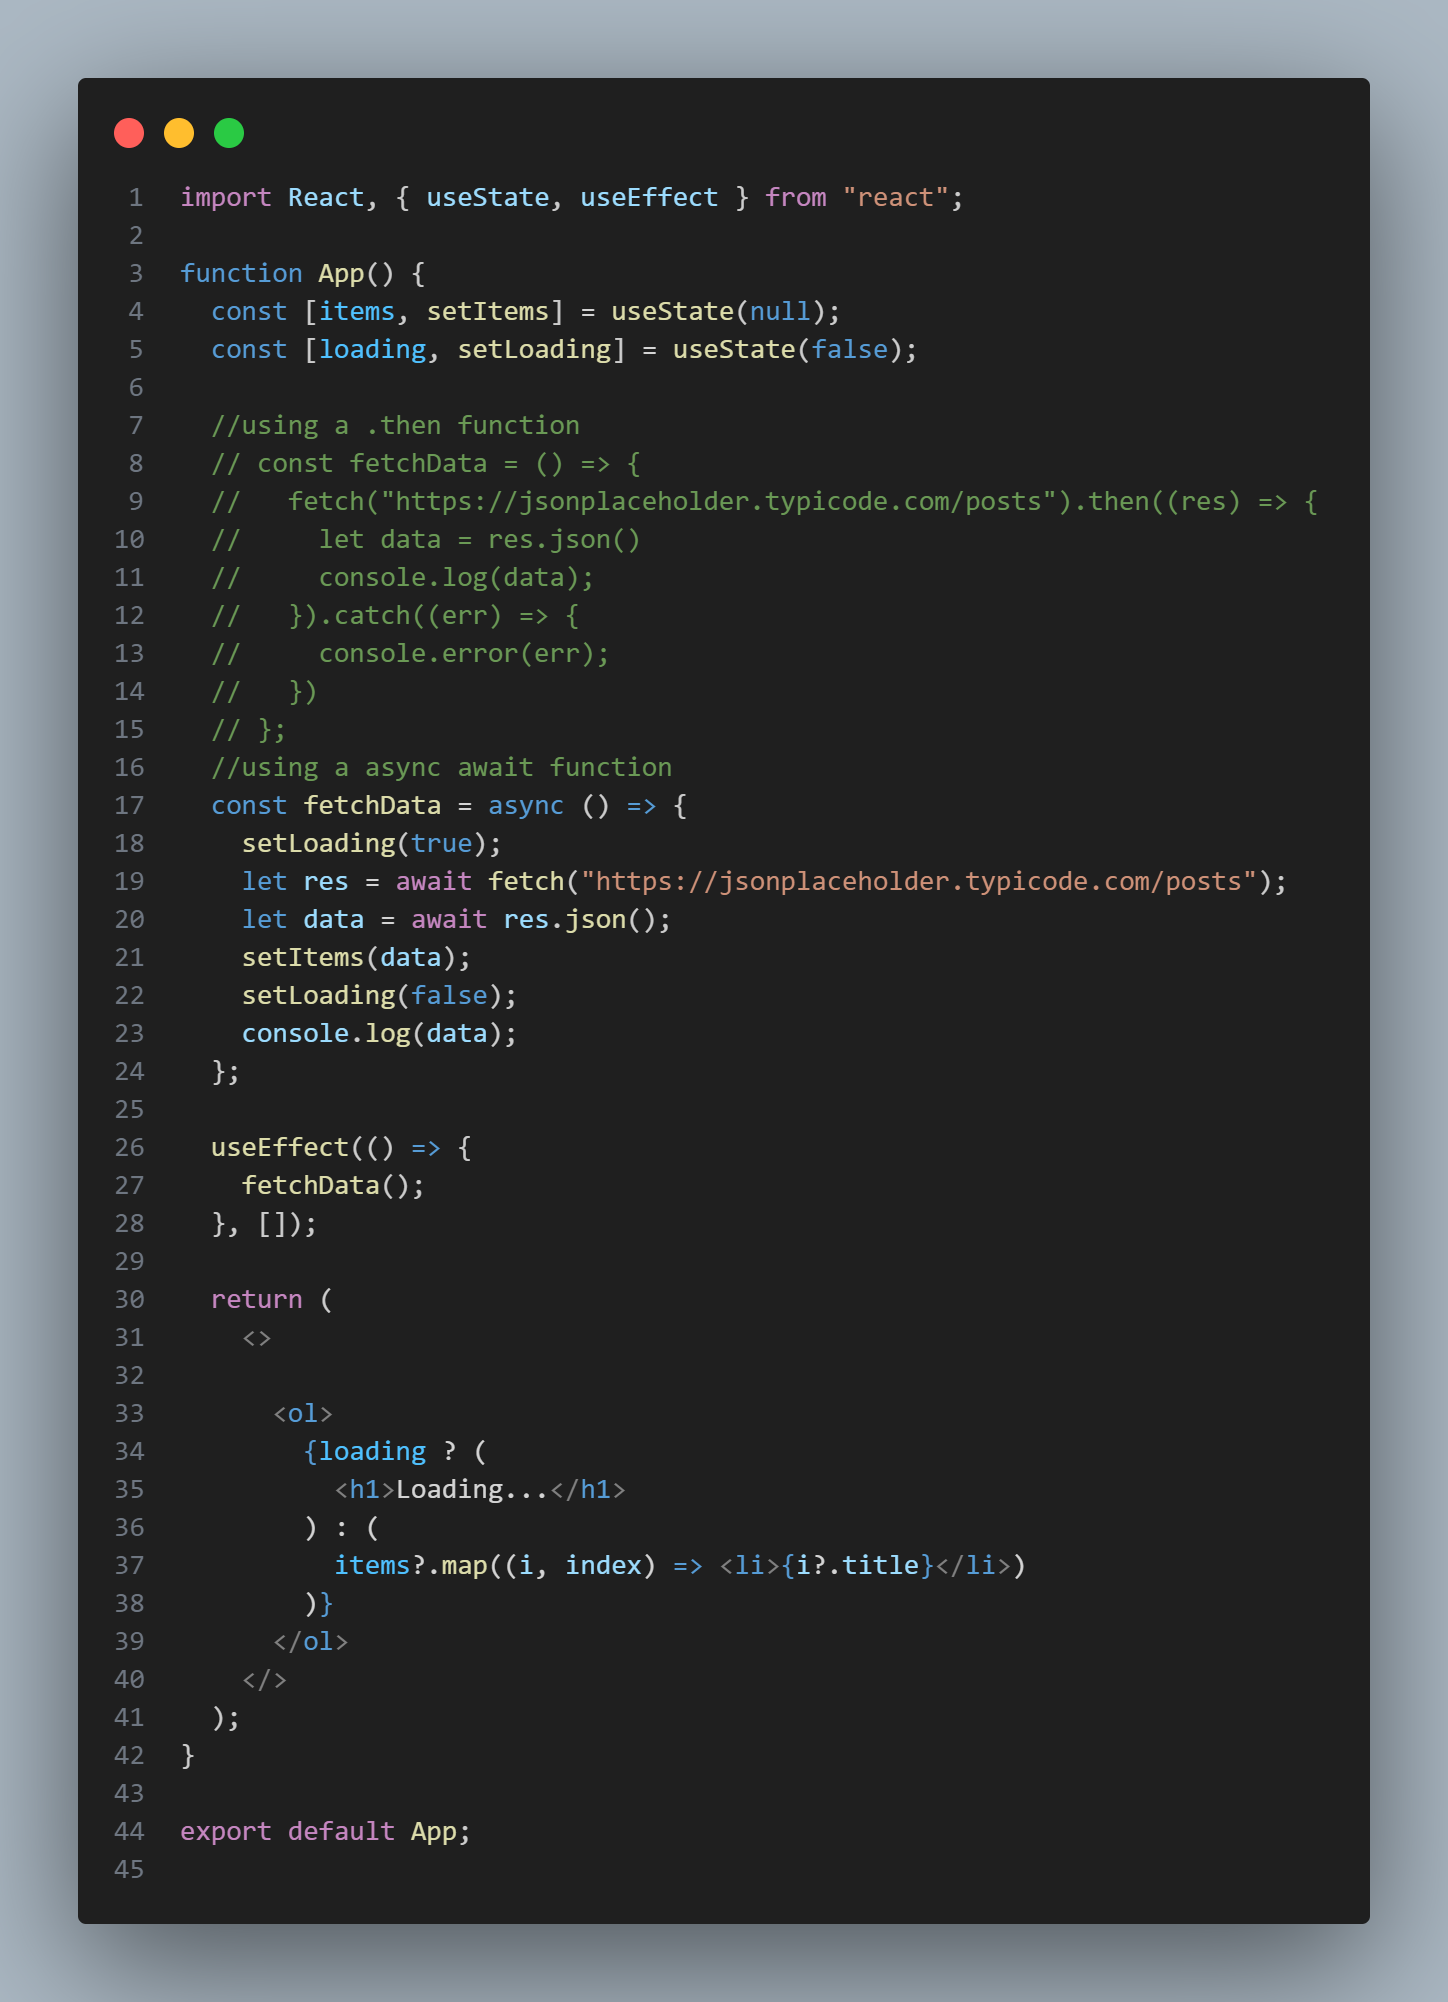 1 import React, { useState, useEffect } from "react";
2
3 function App() {
4   const [items, setItems] = useState(null);
5   const [loading, setLoading] = useState(false);
6
7   //using a .then function
8   // const fetchData = () => {
9   //   fetch("https://jsonplaceholder.typicode.com/posts").then((res) => {
10   //     let data = res.json()
11   //     console.log(data);
12   //   }).catch((err) => {
13   //     console.error(err);
14   //   })
15   // };
16   //using a async await function
17   const fetchData = async () => {
18     setLoading(true);
19     let res = await fetch("https://jsonplaceholder.typicode.com/posts");
20     let data = await res.json();
21     setItems(data);
22     setLoading(false);
23     console.log(data);
24   };
25
26   useEffect(() => {
27     fetchData();
28   }, []);
29
30   return (
31     <>
32
33       <ol>
34         {loading ? (
35           <h1>Loading...</h1>
36         ) : (
37           items?.map((i, index) => <li>{i?.title}</li>)
38         )}
39       </ol>
40     </>
41   );
42 }
43
44 export default App;
45